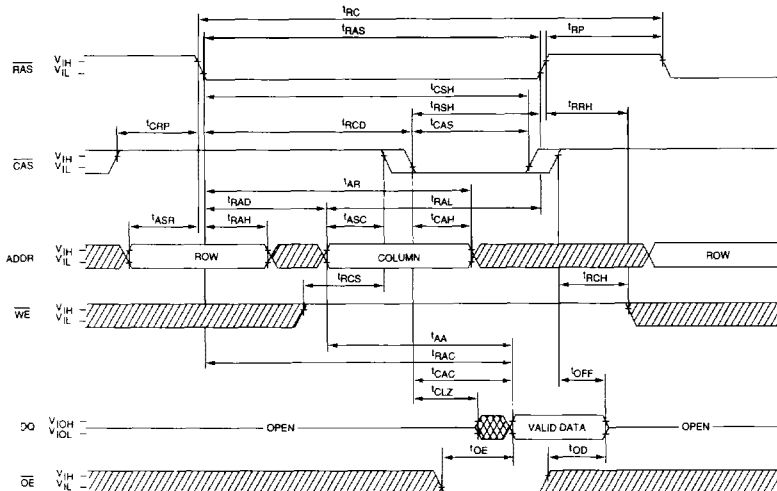 tRC
tRAS
tRP
RAS
VIH
VIL
tCSH
tRSH
tRRH
tCRP
tRCD
tCAS
CAS
VIH
VIL
tAR
tRAD
tRAL
tASR
tRAH
tASC
tCAH
ADDR
VIH
VIL
ROW
COLUMN
ROW
tRCS
tRCH
WE
VIH
VIL
tAA
tRAC
tCAC
tOFF
tCLZ
DQ
VIOH
VIOL
OPEN
VALID DATA
OPEN
tOE
tOD
OE
VIH
VIL